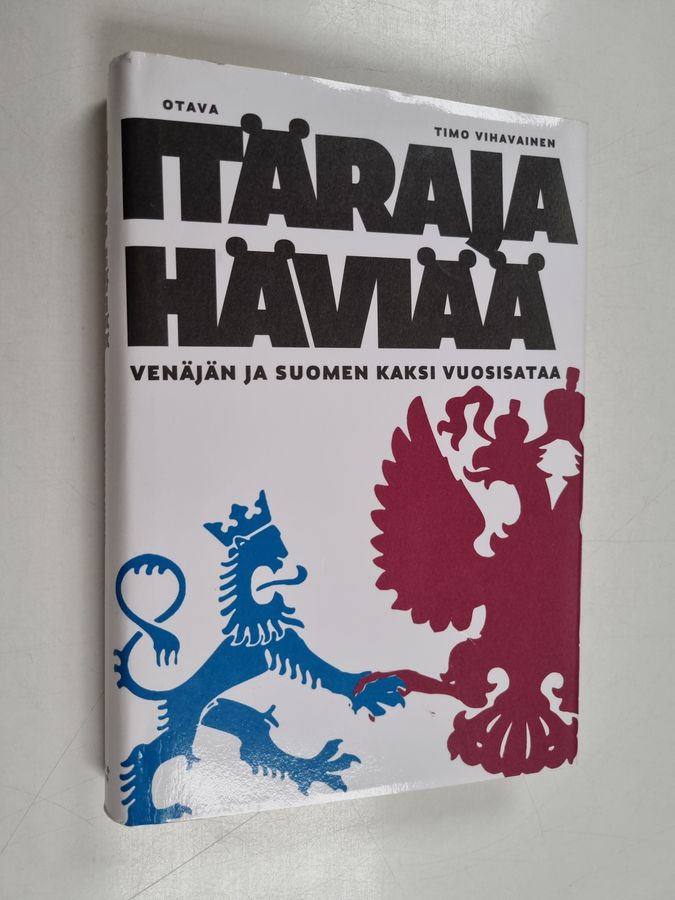 OTAVA
TIMO VIHAVAINEN
ITÄRAJA
HÄVIÄÄ
VENÄJÄN JA SUOMEN KAKSI VUOSISATAA